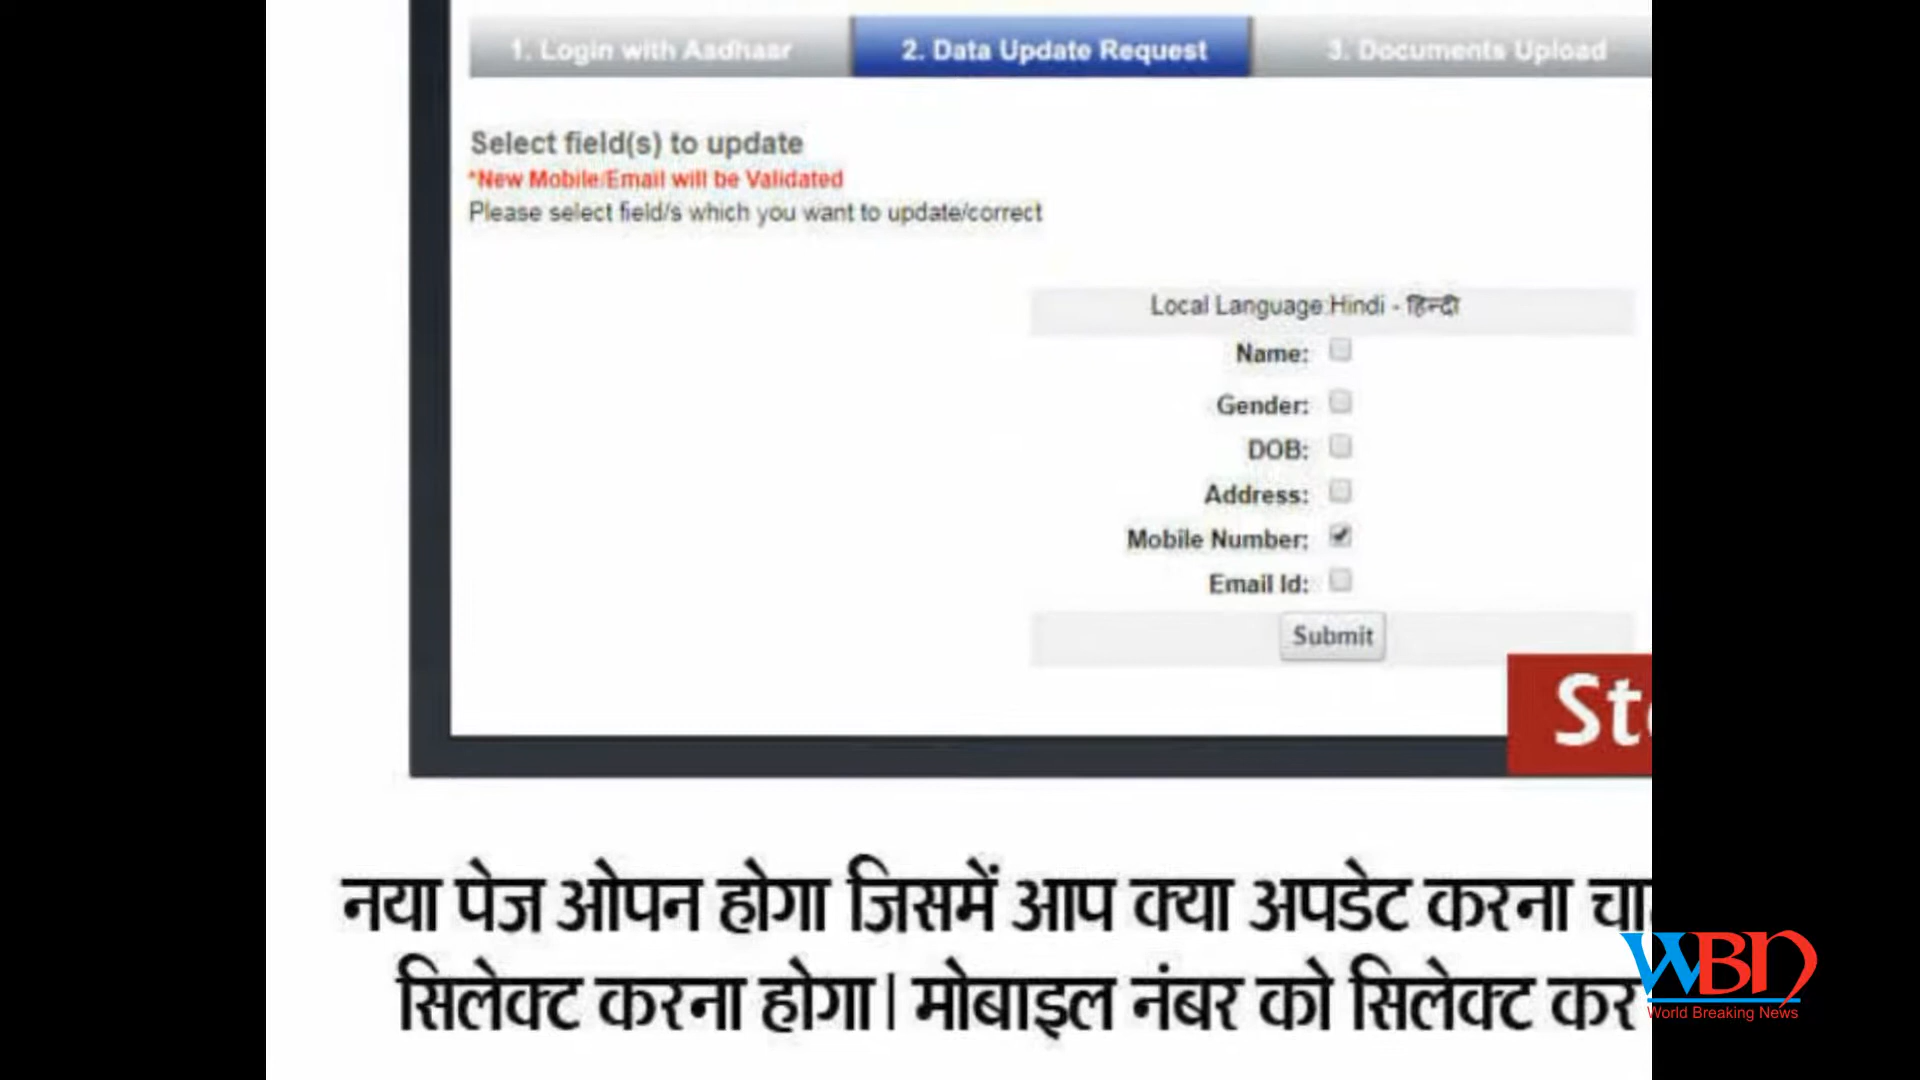 1. Login with Aadhaar 2. Data Update Request 3. Documents Upload
Select field(s) to update
*New Mobile/Email will be Validated
Please select field/s which you want to update/correct
Local Language:Hindi - हिन्दी
Name:
Gender:
DOB:
Address:
Mobile Number:
Email Id:
Submit
नया पेज ओपन होगा जिसमें आप क्या अपडेट करना
सिलेक्ट करना होगा। मोबाइल नंबर को सिलेक्ट कर
WBN
World Breaking News